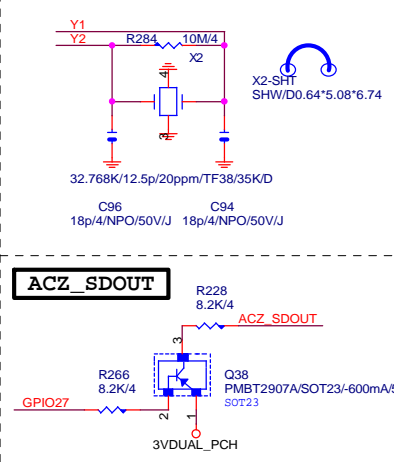 Y1
Y2
R284 10M/4
X2
4
3
X2-SHT
SHW/D0.64*5.08*6.74
32.768K/12.5p/20ppm/TF38/35K/D
C96 C94
18p/4/NPO/50V/J 18p/4/NPO/50V/J
ACZ_SDOUT
R228
8.2K/4
ACZ_SDOUT
3
R266
8.2K/4
Q38
PMBT2907A/SOT23/-600mA/
SOT23
GPIO27
2
1
3VDUAL_PCH